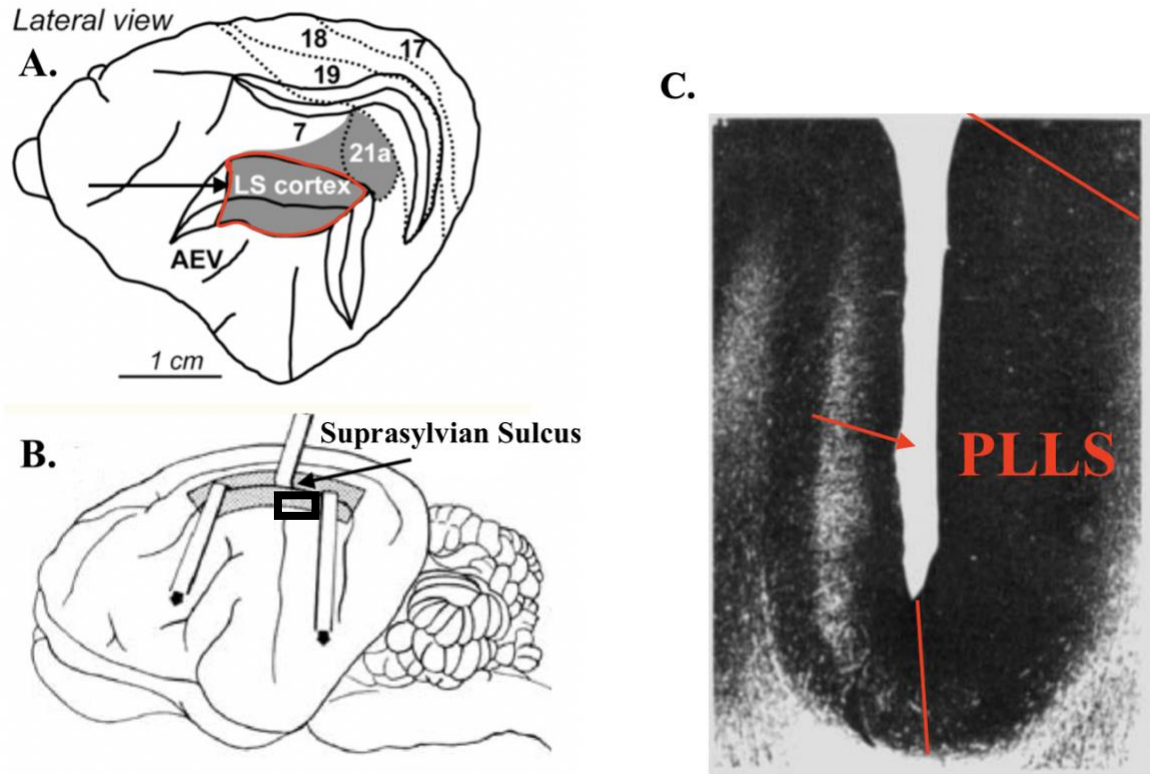 Lateral view
A.
18
17
19
7
21a
LS cortex
AEV
1 cm
B.
Suprasylvian Sulcus
C.
PLLS